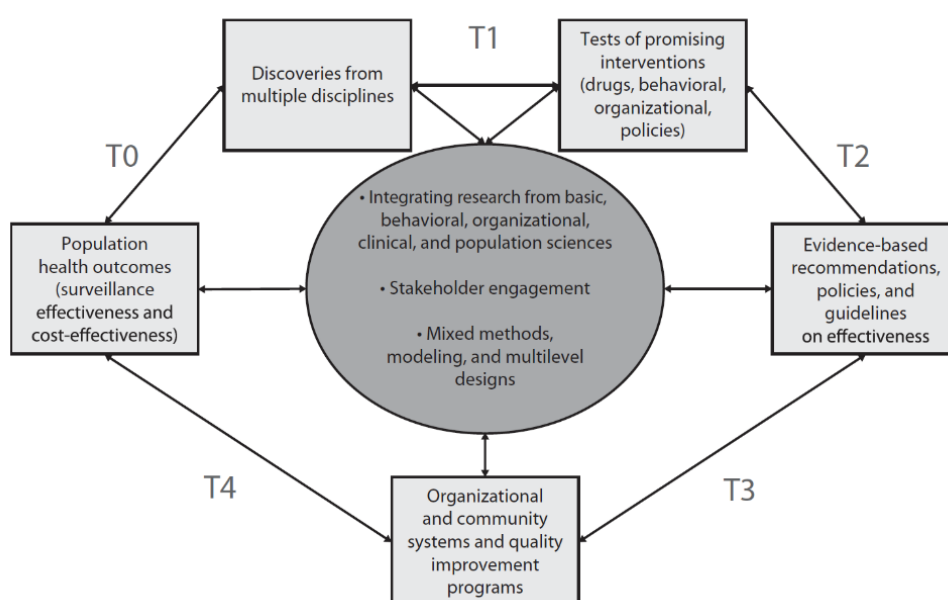 T1
Discoveries from
multiple disciplines
Tests of promising
interventions
(drugs, behavioral,
organizational,
policies)
T0
T2
• Integrating research from basic,
behavioral, organizational,
clinical, and population sciences
• Stakeholder engagement
• Mixed methods,
modeling, and multilevel
designs
Population
health outcomes
(surveillance
effectiveness and
cost-effectiveness)
Evidence-based
recommendations,
policies, and
guidelines
on effectiveness
T4
T3
Organizational
and community
systems and quality
improvement
programs